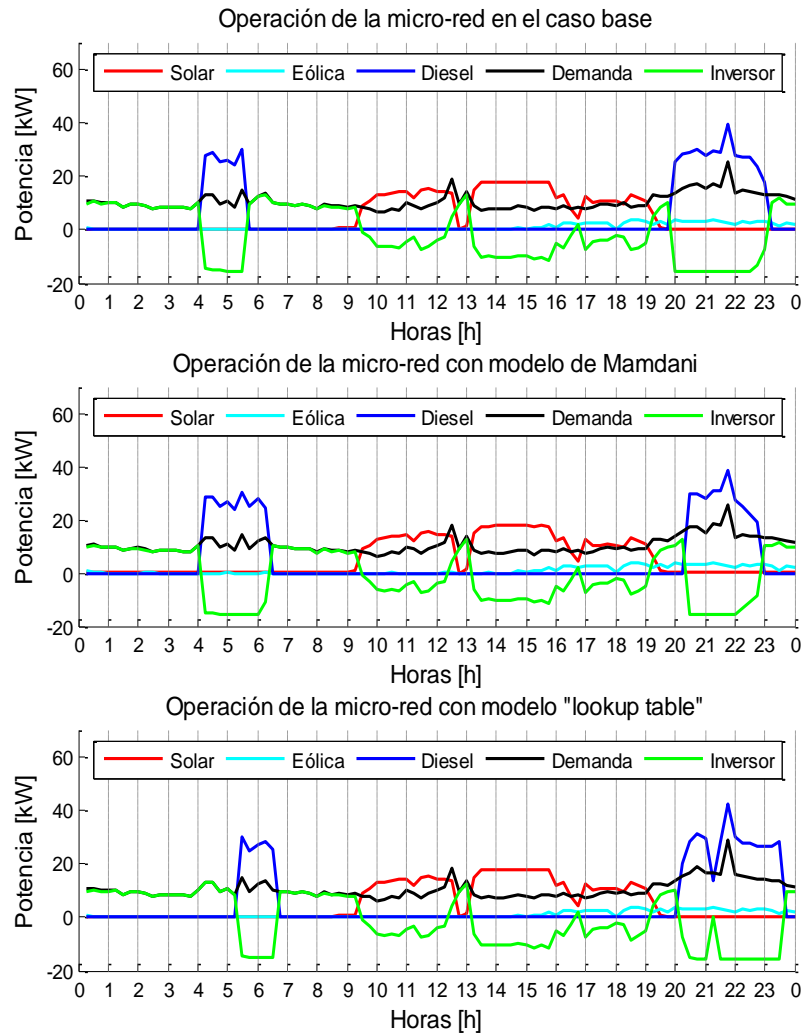 Operación de la micro-red en el caso base
Solar Eólica Diesel Demanda Inversor
Potencia [kW]
60
40
20
0
-20
0 1 2 3 4 5 6 7 8 9 10 11 12 13 14 15 16 17 18 19 20 21 22 23 0
Horas [h]
Operación de la micro-red con modelo de Mamdani
Solar Eólica Diesel Demanda Inversor
Potencia [kW]
60
40
20
0
-20
0 1 2 3 4 5 6 7 8 9 10 11 12 13 14 15 16 17 18 19 20 21 22 23 0
Horas [h]
Operación de la micro-red con modelo "lookup table"
Solar Eólica Diesel Demanda Inversor
Potencia [kW]
60
40
20
0
-20
0 1 2 3 4 5 6 7 8 9 10 11 12 13 14 15 16 17 18 19 20 21 22 23 0
Horas [h]